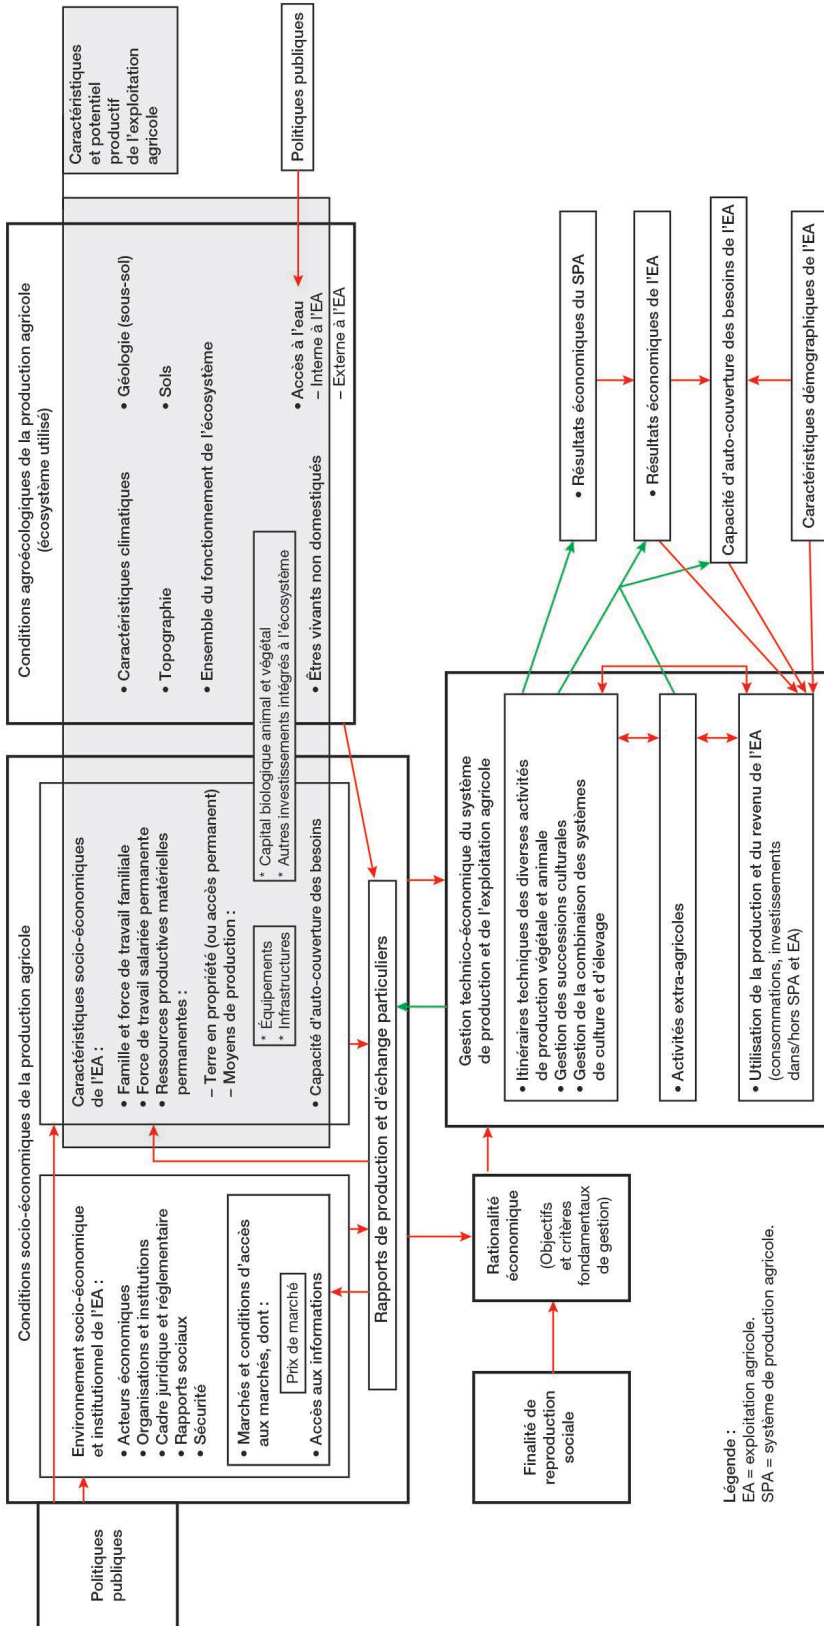 Politiques
publiques
Conditions socio-économiques de la production agricole
Environnement socio-économique
et institutionnel de l'EA :
• Acteurs économiques
• Organisations et institutions
• Cadre juridique et réglementaire
• Rapports sociaux
• Sécurité
• Marchés et conditions d'accès
aux marchés, dont :
Prix de marché
• Accès aux informations
Caractéristiques socio-économiques
de l'EA :
• Famille et force de travail familiale
• Force de travail salariée permanente
• Ressources productives matérielles
permanentes :
– Terre en propriété (ou accès permanent)
– Moyens de production :
* Équipements
* Infrastructures
* Capital biologique animal et végétal
* Autres investissements intégrés à l'écosystème
• Capacité d'auto-couverture des besoins
Rapports de production et d'échange particuliers
Conditions agroécologiques de la production agricole
(écosystème utilisé)
• Caractéristiques climatiques
• Géologie (sous-sol)
• Topographie
• Sols
• Ensemble du fonctionnement de l'écosystème
• Êtres vivants non domestiqués
• Accès à l'eau
– Interne à l'EA
– Externe à l'EA
Caractéristiques
et potentiel
productif
de l'exploitation
agricole
Politiques publiques
Finalité de
reproduction
sociale
Rationalité
économique
(Objectifs
et critères
fondamentaux
de gestion)
Gestion technico-économique du système
de production et de l'exploitation agricole
• Itinéraires techniques des diverses activités
de production végétale et animale
• Gestion des successions culturales
• Gestion de la combinaison des systèmes
de culture et d'élevage
• Activités extra-agricoles
• Utilisation de la production et du revenu de l'EA
(consommations, investissements
dans/hors SPA et EA)
• Résultats économiques du SPA
• Résultats économiques de l'EA
Capacité d'auto-couverture des besoins de l'EA
Caractéristiques démographiques de l'EA
Légende :
EA = exploitation agricole.
SPA = système de production agricole.